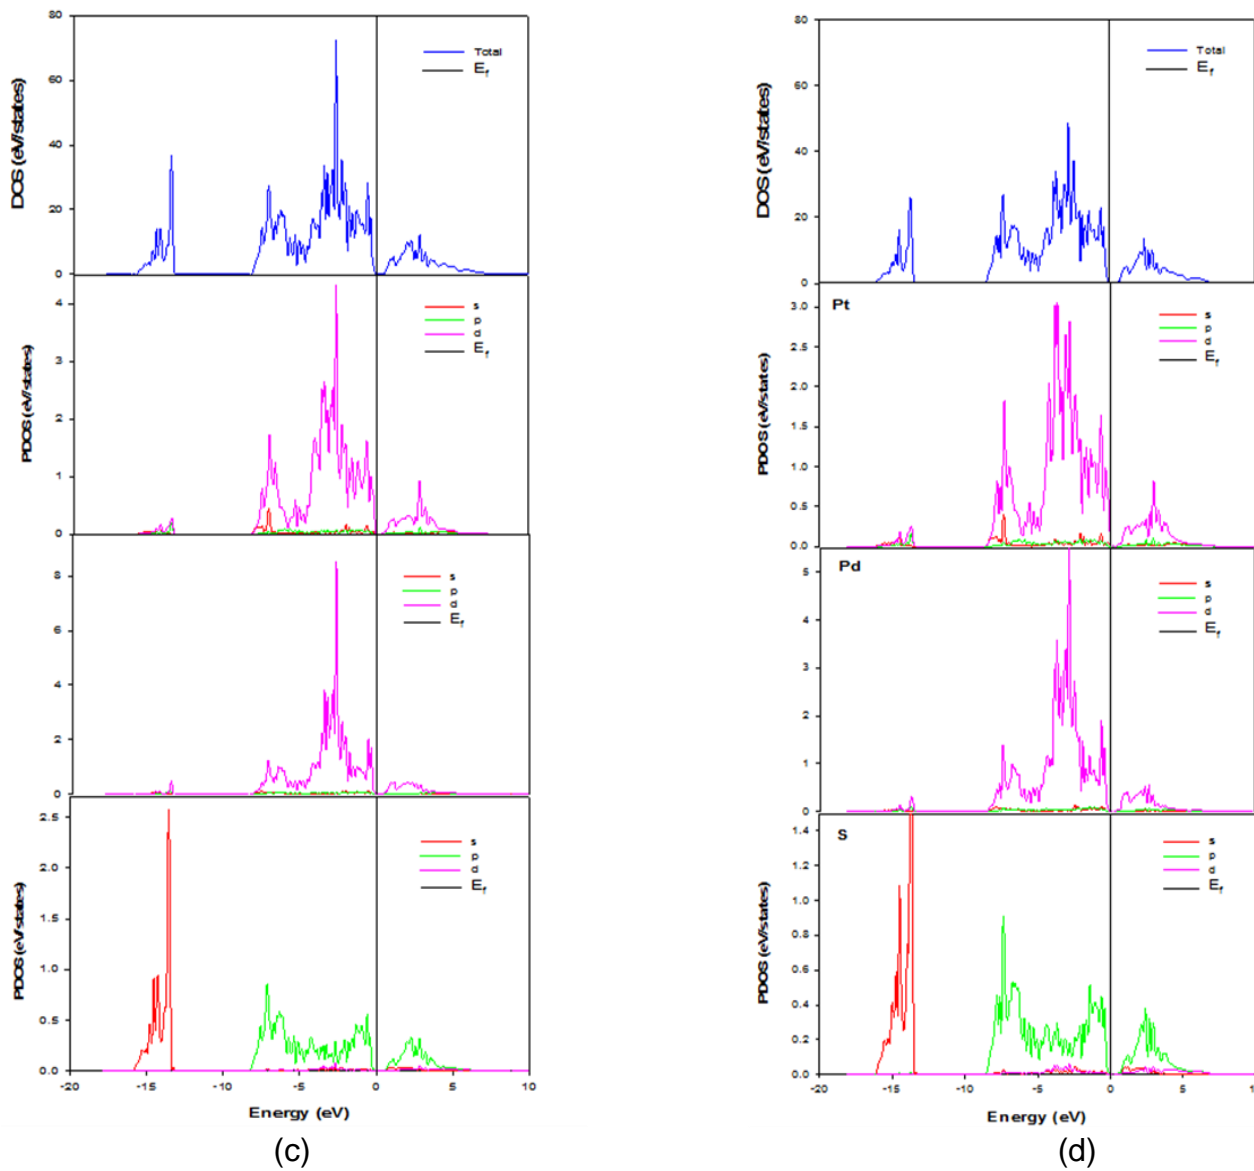 80
60
40
20
0
DOS (eV/states)
Total
Ef
4
3
2
1
0
PDOS (eV/states)
s
p
d
Ef
8
6
4
2
0
s
p
d
Ef
2.5
2.0
1.5
1.0
0.5
0.0
PDOS (eV/states)
s
p
d
Ef
-20 -15 -10 -5 0 5 10
Energy (eV)
(c)
80
60
40
20
0
DOS (eV/states)
Total
Ef
Pt
3.0
2.5
2.0
1.5
1.0
0.5
0.0
PDOS (eV/states)
s
p
d
Ef
Pd
5
4
3
2
1
0
s
p
d
Ef
S
1.4
1.2
1.0
0.8
0.6
0.4
0.2
0.0
PDOS (eV/states)
s
p
d
Ef
-20 -15 -10 -5 0 5
Energy (eV)
(d)